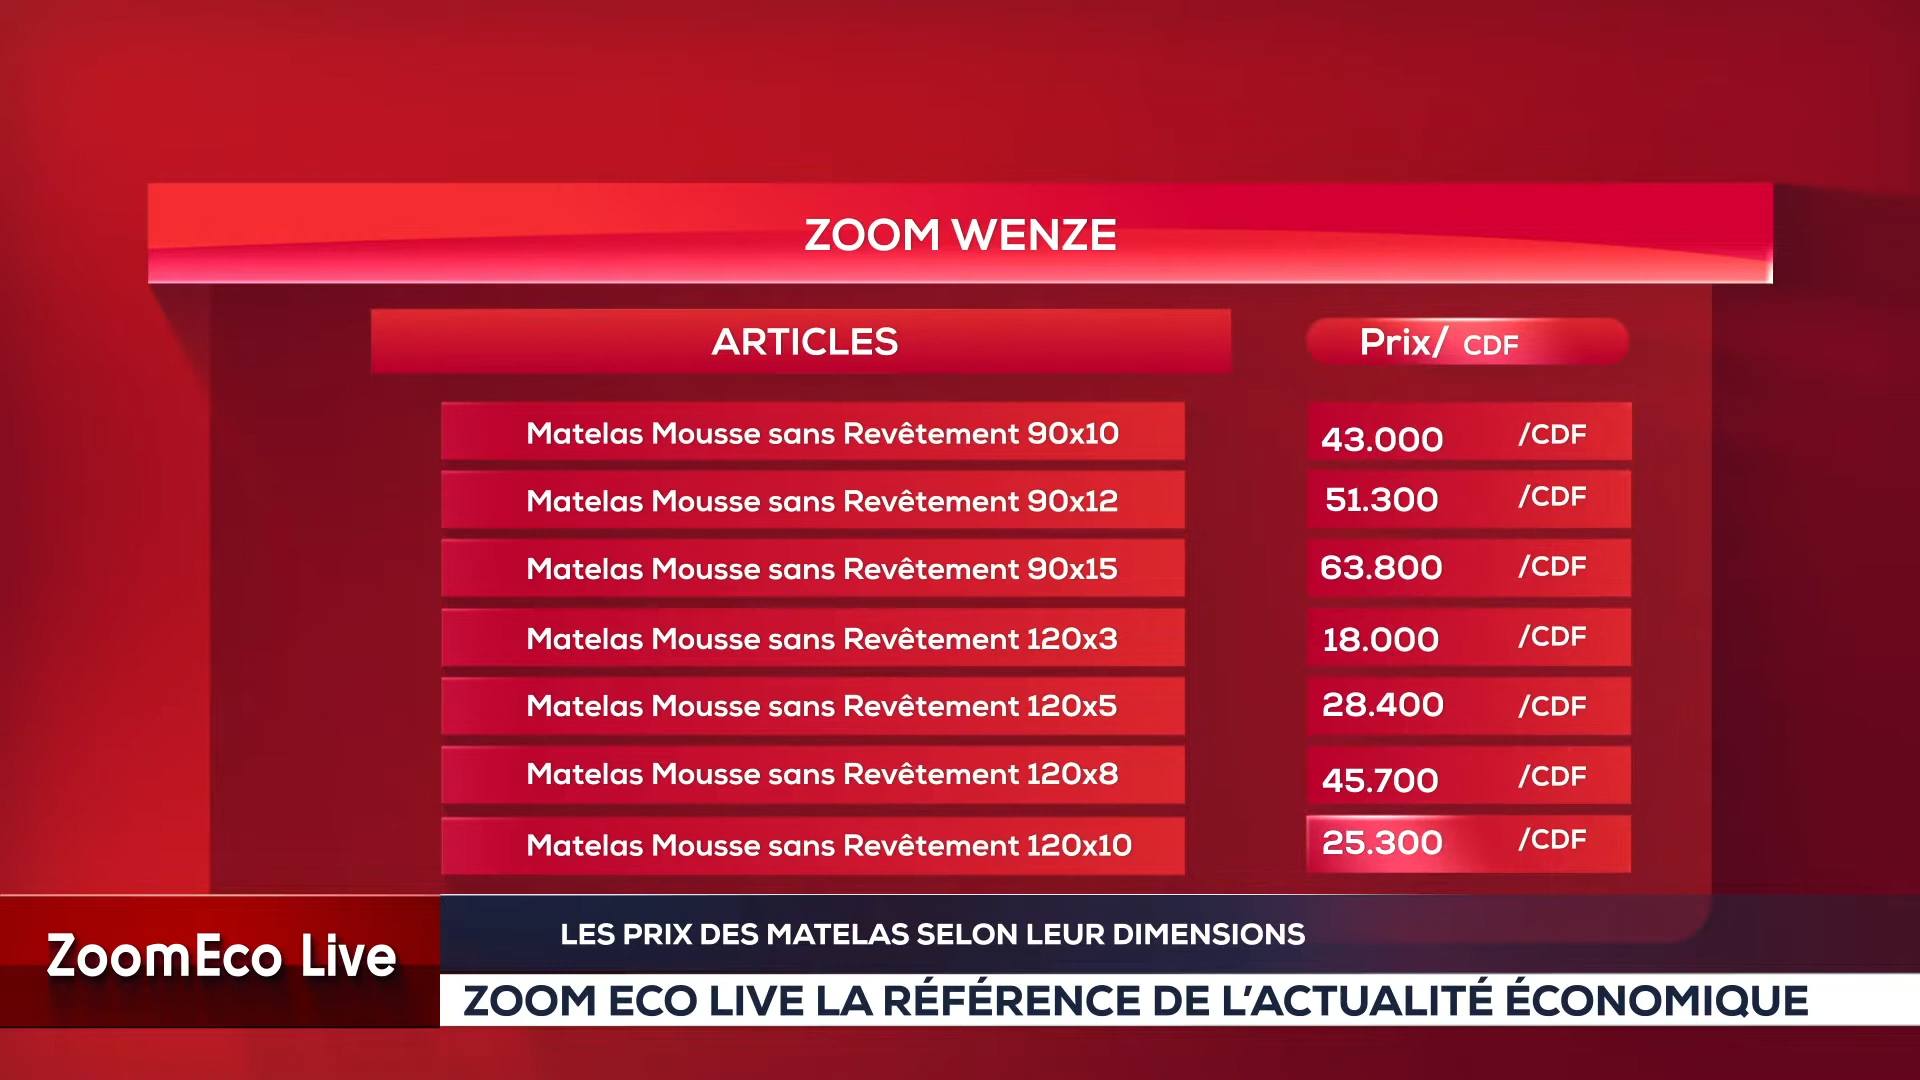 ZOOM WENZE
ARTICLES Prix/ CDF
Matelas Mousse sans Revêtement 90x10 43.000 /CDF
Matelas Mousse sans Revêtement 90x12 51.300 /CDF
Matelas Mousse sans Revêtement 90x15 63.800 /CDF
Matelas Mousse sans Revêtement 120x3 18.000 /CDF
Matelas Mousse sans Revêtement 120x5 28.400 /CDF
Matelas Mousse sans Revêtement 120x8 45.700 /CDF
Matelas Mousse sans Revêtement 120x10 25.300 /CDF
LES PRIX DES MATELAS SELON LEUR DIMENSIONS
ZoomEco Live
ZOOM ECO LIVE LA RÉFÉRENCE DE L'ACTUALITÉ ÉCONOMIQUE